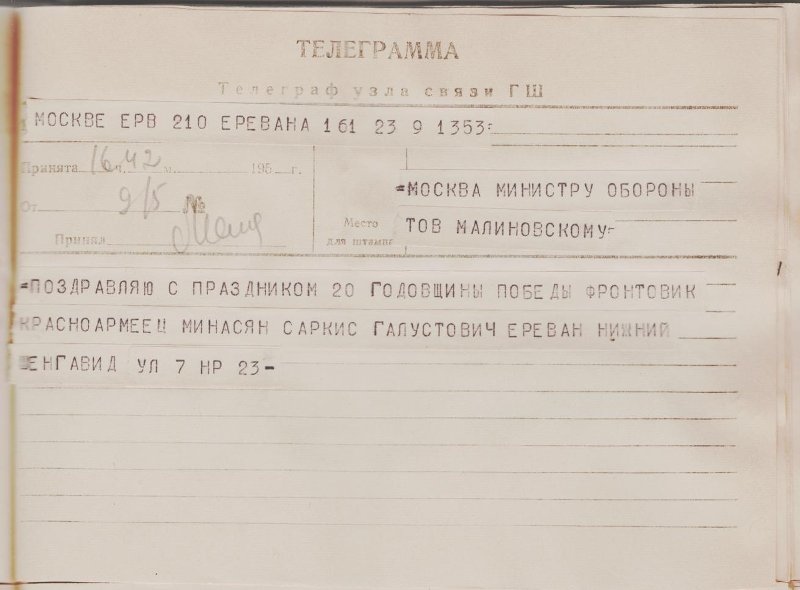 ТЕЛЕГРАММА
Телеграф узла связи ГШ
МОСКВЕ ЕРВ 210 ЕРЕВАНА 161 23 9 1353=
Принята 16 ч. 42 м. 195 г.
От 9/5 №
Принял
Место
для штампа
=МОСКВА МИНИСТРУ ОБОРОНЫ
ТОВ МАЛИНОВСКОМУ=
=ПОЗДРАВЛЯЮ С ПРАЗДНИКОМ 20 ГОДОВЩИНЫ ПОБЕДЫ ФРОНТОВИК
КРАСНОАРМЕЕЦ МИНАСЯН САРКИС ГАЛУСТОВИЧ ЕРЕВАН НИЖНИЙ
ШЕНГАВИД УЛ 7 НР 23-